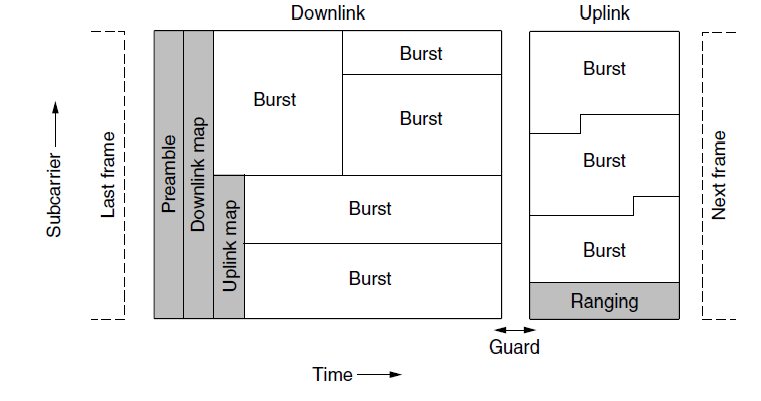 Downlink
Uplink
Subcarrier
Last frame
Preamble
Downlink map
Uplink map
Burst
Burst
Burst
Burst
Burst
Burst
Burst
Burst
Ranging
Next frame
Guard
Time